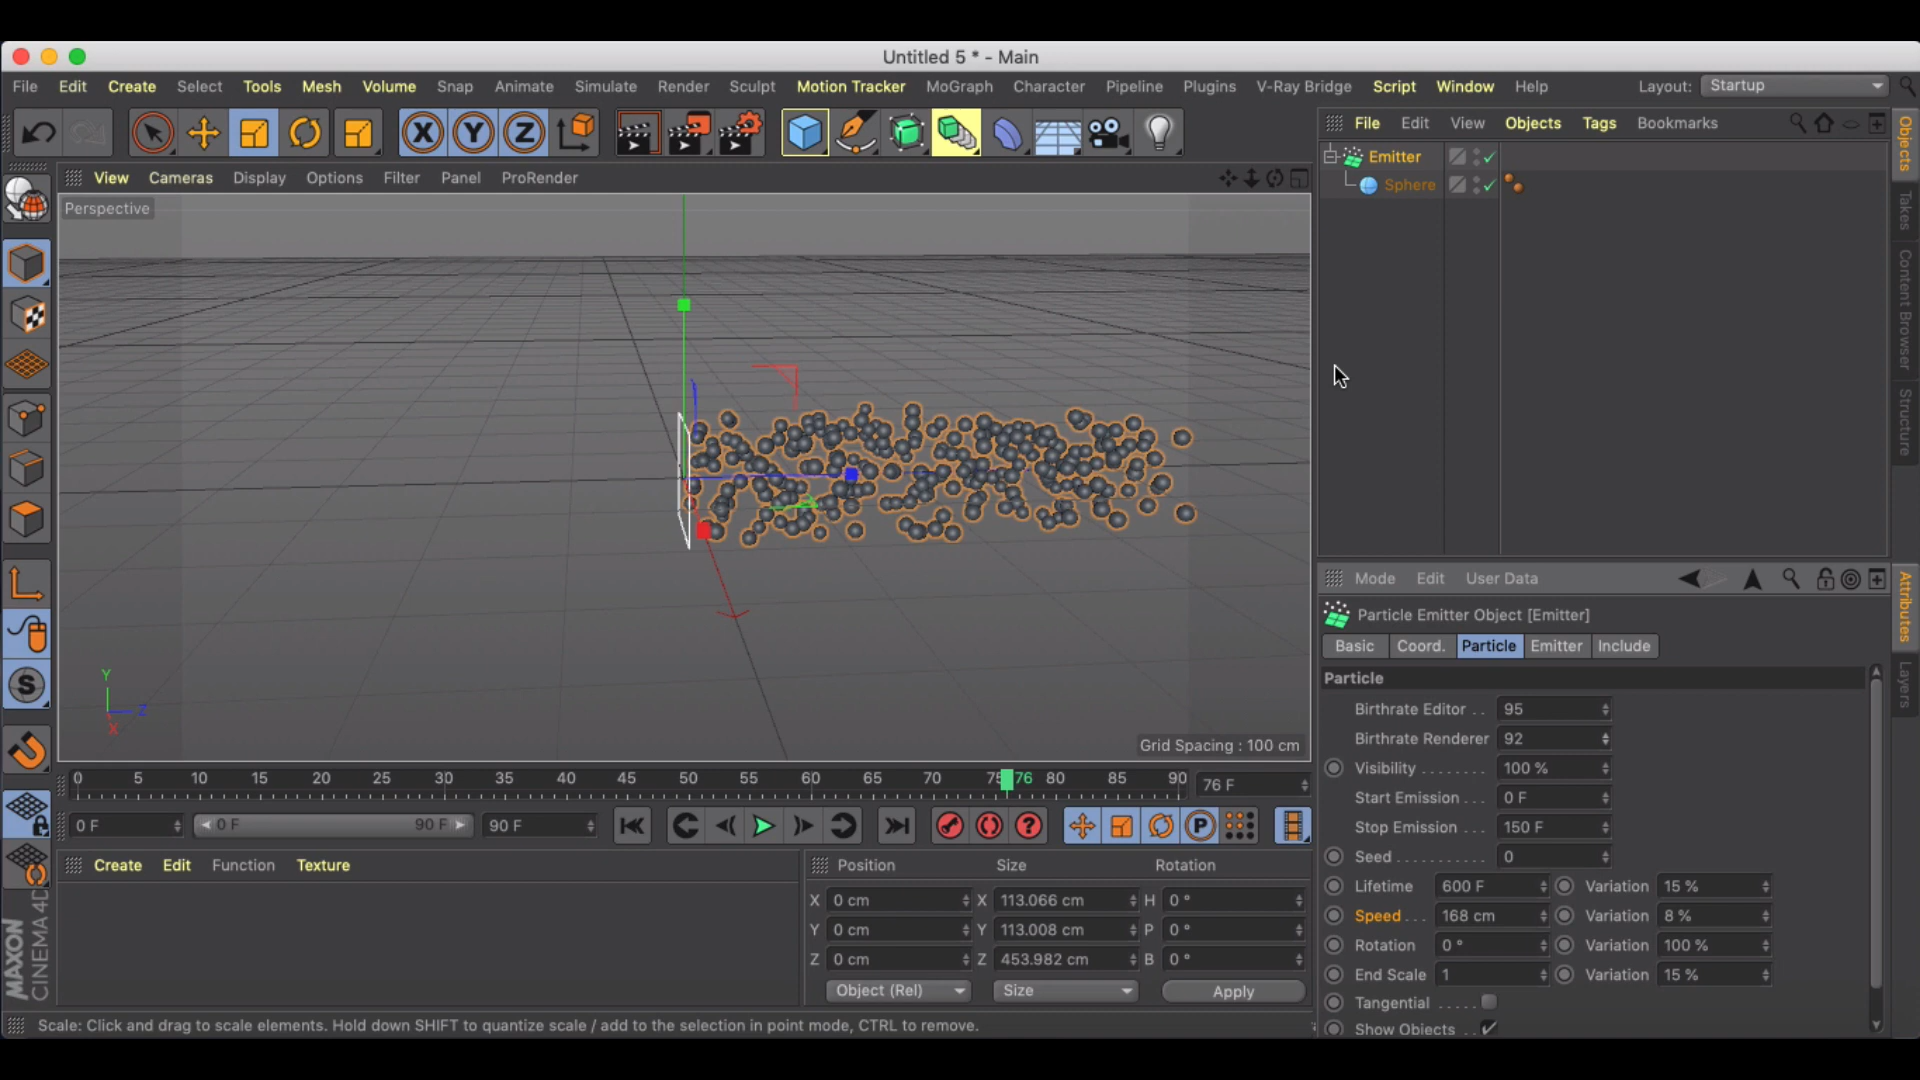 Untitled 5 * - Main
File Edit Create Select Tools Mesh Volume Snap Animate Simulate Render Sculpt Motion Tracker MoGraph Character Pipeline Plugins V-Ray Bridge Script Window Help Layout: Startup
X Y Z
File Edit View Objects Tags Bookmarks
Emitter
Sphere
View Cameras Display Options Filter Panel ProRender
Perspective
Y
Z
X
Grid Spacing : 100 cm
0 5 10 15 20 25 30 35 40 45 50 55 60 65 70 75 76 80 85 90 76 F
0 F 0 F 90 F 90 F
Create Edit Function Texture
Position Size Rotation
X 0 cm X 113.066 cm H 0 °
Y 0 cm Y 113.008 cm P 0 °
Z 0 cm Z 453.982 cm B 0 °
Object (Rel) Size Apply
Scale: Click and drag to scale elements. Hold down SHIFT to quantize scale / add to the selection in point mode, CTRL to remove.
MAXON
CINEMA 4D
Mode Edit User Data
Particle Emitter Object [Emitter]
Basic Coord. Particle Emitter Include
Particle
Birthrate Editor . . 95
Birthrate Renderer 92
Visibility . . . . . . . . 100 %
Start Emission . . . 0 F
Stop Emission . . . 150 F
Seed . . . . . . . . . . . 0
Lifetime 600 F Variation 15 %
Speed . . . 168 cm Variation 8 %
Rotation 0 ° Variation 100 %
End Scale 1 Variation 15 %
Tangential . . . . .
Show Objects . .
Objects
Takes
Content Browser
Structure
Attributes
Layers